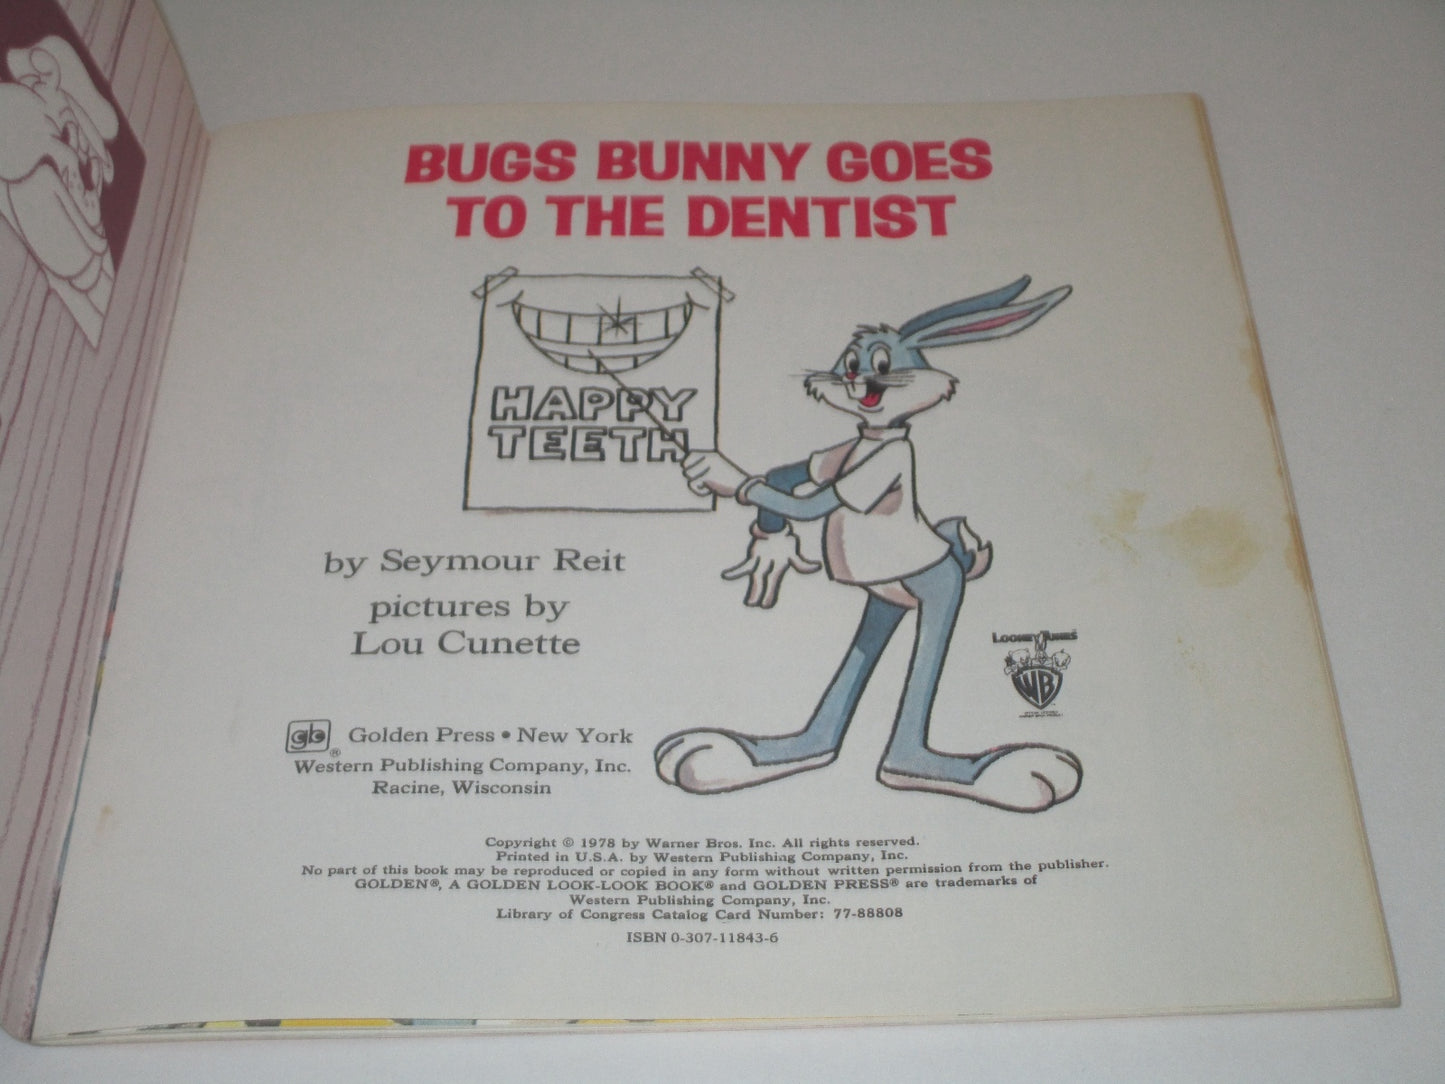 BUGS BUNNY GOES
TO THE DENTIST
HAPPY
TEETH
by Seymour Reit
pictures by
Lou Cunette
LOONEY TUNES
WB
gb ® Golden Press • New York
Western Publishing Company, Inc.
Racine, Wisconsin
Copyright © 1978 by Warner Bros. Inc. All rights reserved.
Printed in U.S.A. by Western Publishing Company, Inc.
No part of this book may be reproduced or copied in any form without written permission from the publisher.
GOLDEN®, A GOLDEN LOOK-LOOK BOOK® and GOLDEN PRESS® are trademarks of
Western Publishing Company, Inc.
Library of Congress Catalog Card Number: 77-88808
ISBN 0-307-11843-6